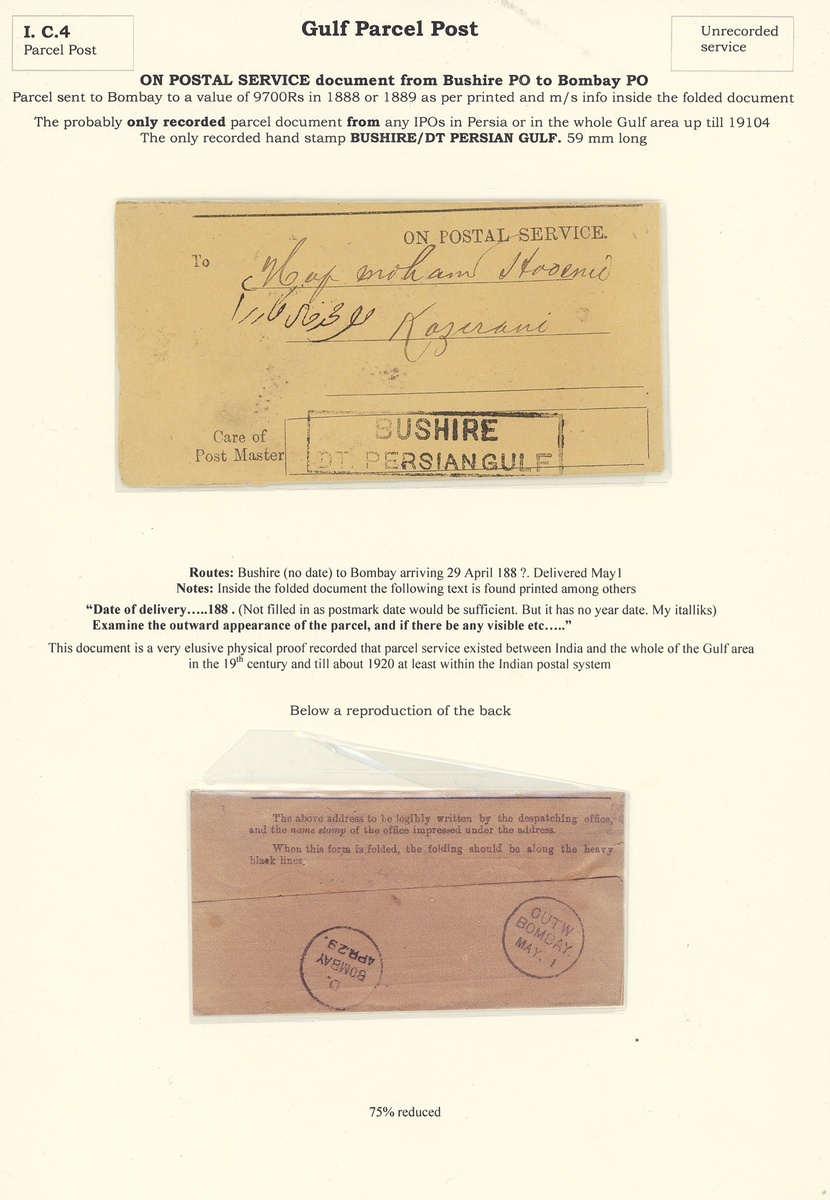 I. C.4
Parcel Post
Gulf Parcel Post
Unrecorded
service
ON POSTAL SERVICE document from Bushire PO to Bombay PO
Parcel sent to Bombay to a value of 9700Rs in 1888 or 1889 as per printed and m/s info inside the folded document
The probably only recorded parcel document from any IPOs in Persia or in the whole Gulf area up till 19104
The only recorded hand stamp BUSHIRE/DT PERSIAN GULF. 59 mm long
ON POSTAL SERVICE.
To
Kazerani
Care of
Post Master
BUSHIRE
DT. PERSIAN GULF
Routes: Bushire (no date) to Bombay arriving 29 April 188 ?. Delivered May1
Notes: Inside the folded document the following text is found printed among others
“Date of delivery…..188 . (Not filled in as postmark date would be sufficient. But it has no year date. My italliks)
Examine the outward appearance of the parcel, and if there be any visible etc…..”
This document is a very elusive physical proof recorded that parcel service existed between India and the whole of the Gulf area
in the 19th century and till about 1920 at least within the Indian postal system
Below a reproduction of the back
The above address to be legibly written by the despatching office,
and the name stamp of the office impressed under the address.
When this form is folded, the folding should be along the heavy
black lines.
D.
BOMBAY
APR 29.
OUTW
BOMBAY.
MAY. 1
75% reduced